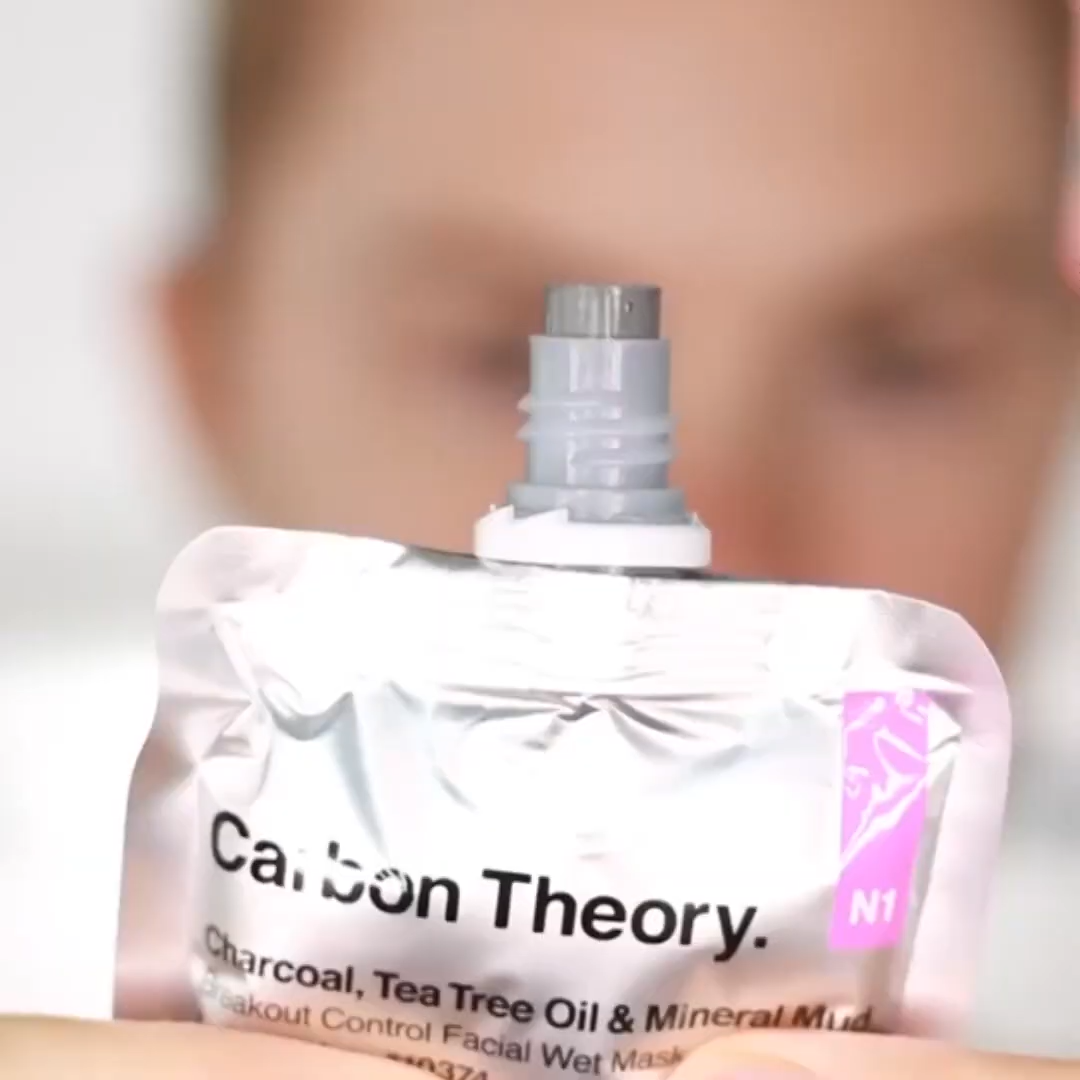 Carbon Theory.
N1
Charcoal, Tea Tree Oil & Mineral Mud
Breakout Control Facial Wet Mask